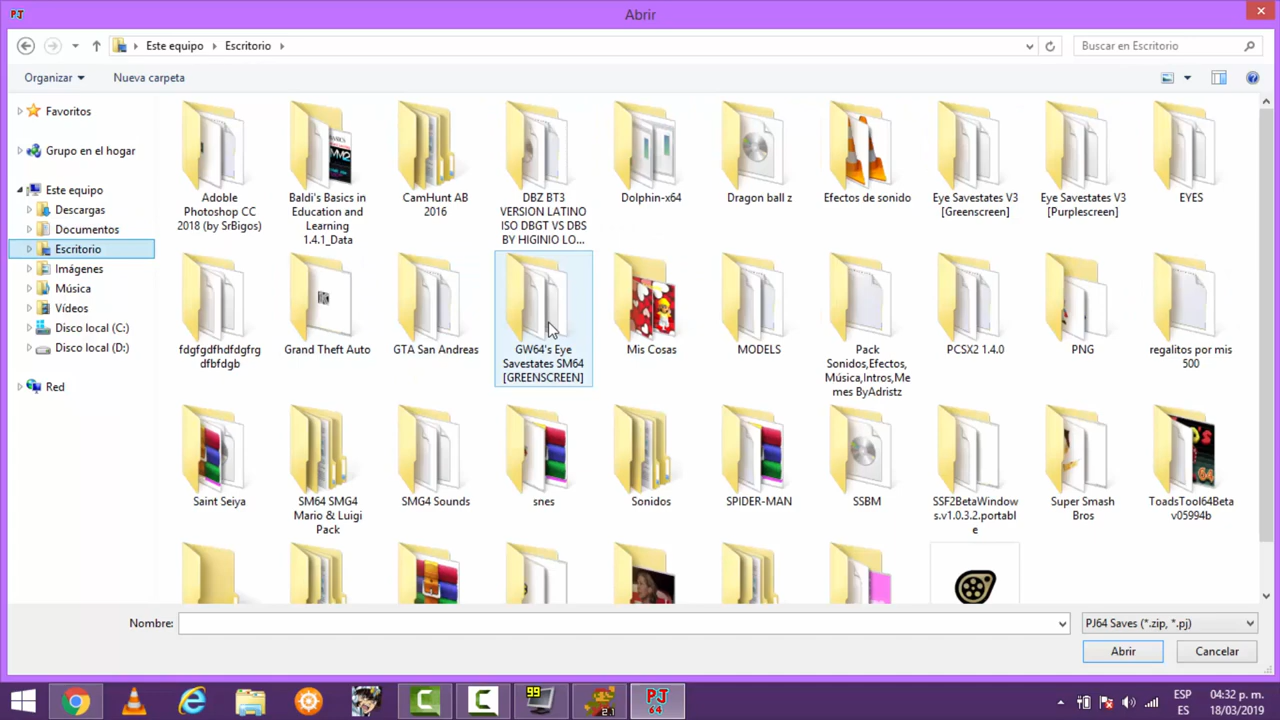 Abrir
Este equipo
Escritorio
Buscar en Escritorio
Organizar
Nueva carpeta
Favoritos
Grupo en el hogar
Este equipo
Descargas
Documentos
Escritorio
Imágenes
Música
Vídeos
Disco local (C:)
Disco local (D:)
Red
Adoble
Photoshop CC
2018 (by SrBigos)
Baldi's Basics in
Education and
Learning
1.4.1_Data
CamHunt AB
2016
DBZ BT3
VERSION LATINO
ISO DBGT VS DBS
BY HIGINIO LO...
Dolphin-x64
Dragon ball z
Efectos de sonido
Eye Savestates V3
[Greenscreen]
Eye Savestates V3
[Purplescreen]
EYES
fdgfgdfhdfdgfrg
dfbfdgb
Grand Theft Auto
GTA San Andreas
GW64's Eye
Savestates SM64
[GREENSCREEN]
Mis Cosas
MODELS
Pack
Sonidos,Efectos,
Música,Intros,Me
mes ByAdristz
PCSX2 1.4.0
PNG
regalitos por mis
500
Saint Seiya
SM64 SMG4
Mario & Luigi
Pack
SMG4 Sounds
snes
Sonidos
SPIDER-MAN
SSBM
SSF2BetaWindow
s.v1.0.3.2.portabl
e
Super Smash
Bros
ToadsTool64Beta
v05994b
Nombre:
PJ64 Saves (*.zip, *.pj)
Abrir
Cancelar
99
2.1
PJ
64
ESP
ES
04:32 p. m.
18/03/2019